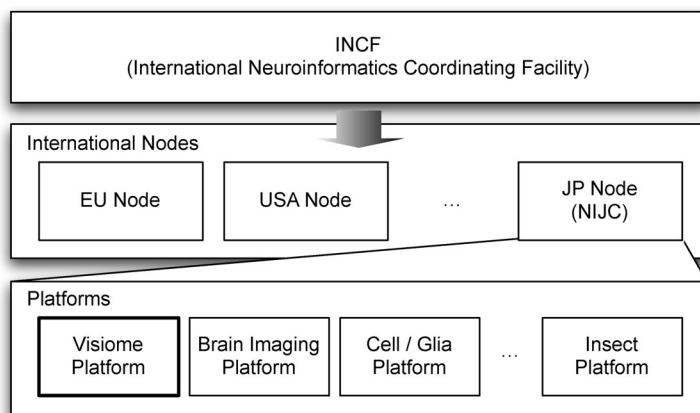 INCF
(International Neuroinformatics Coordinating Facility)
International Nodes
EU Node
USA Node
...
JP Node
(NIJC)
Platforms
Visiome
Platform
Brain Imaging
Platform
Cell / Glia
Platform
...
Insect
Platform